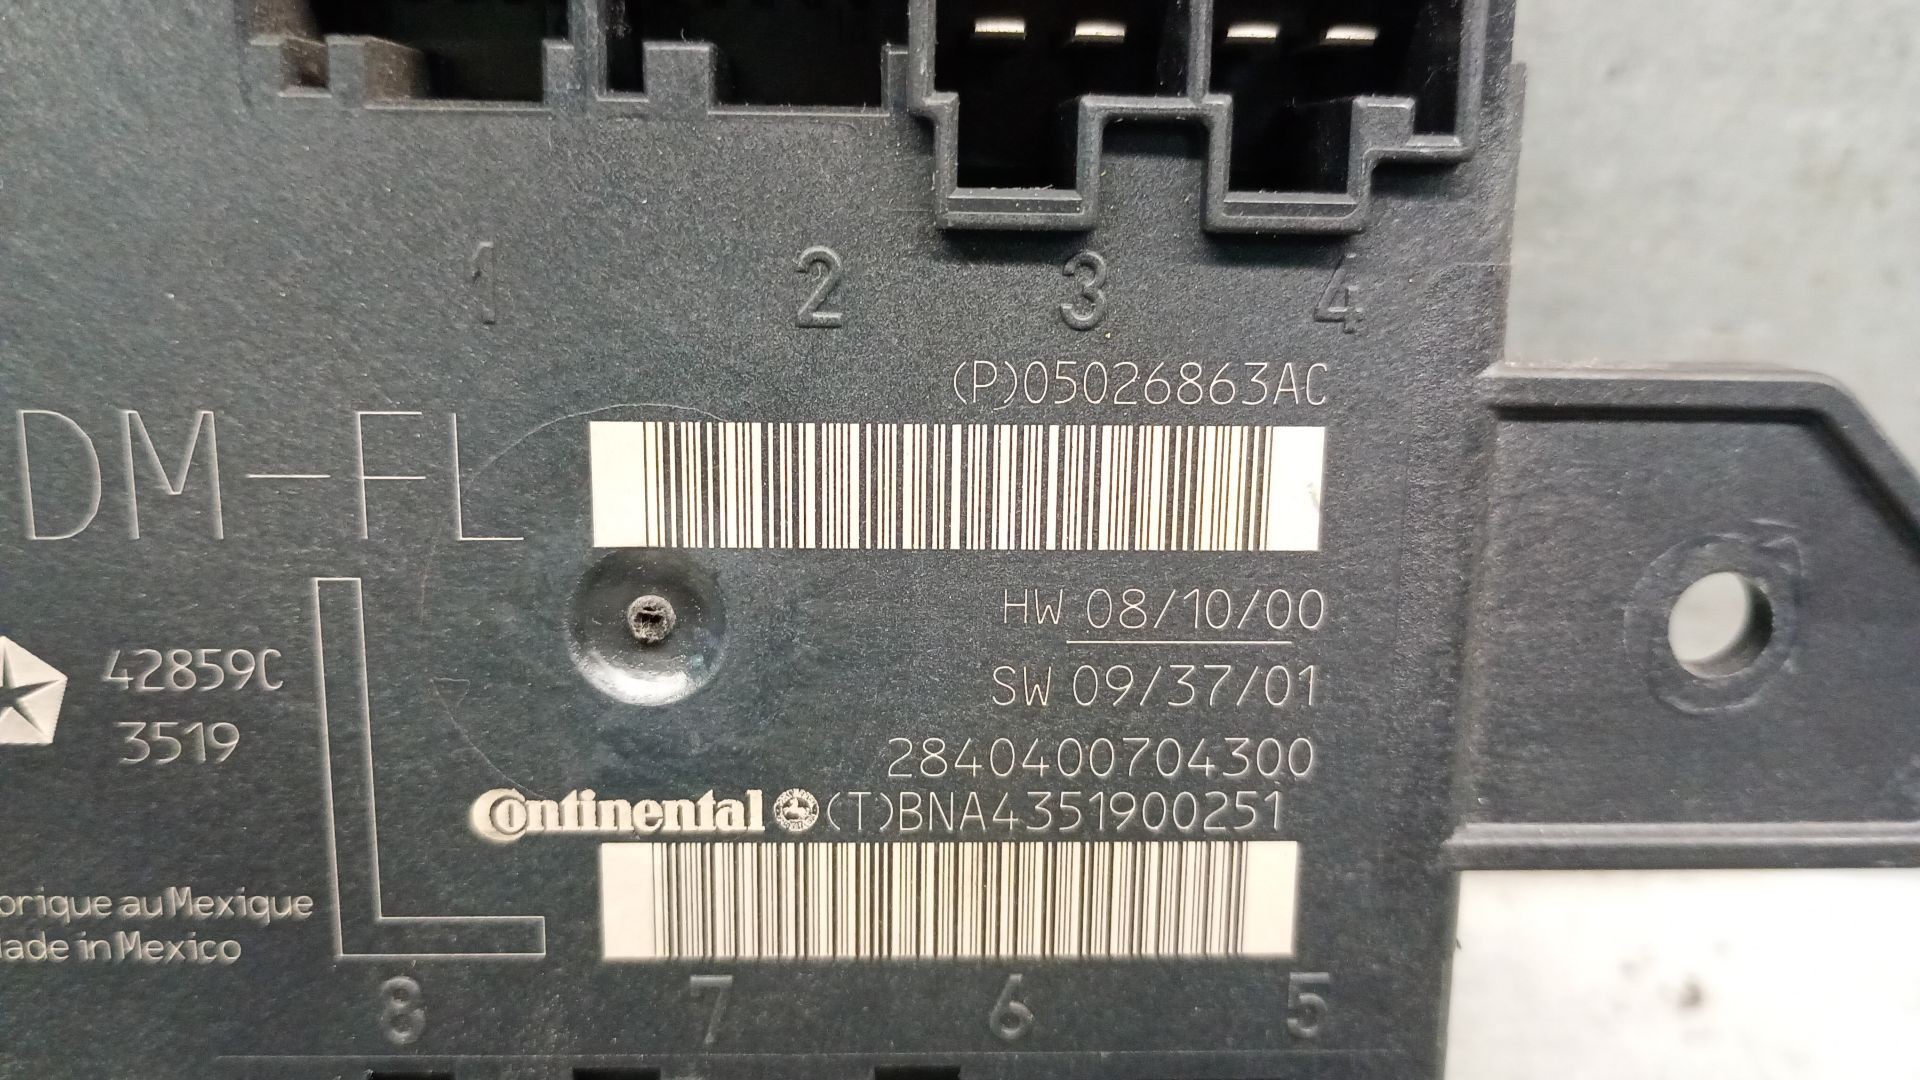 1 2 3 4
(P)05026863AC
DM-FL
HW 08/10/00
SW 09/37/01
42859C
3519
2840400704300
Continental (T)BNA4351900251
orique au Mexique
ade in Mexico
8 7 6 5